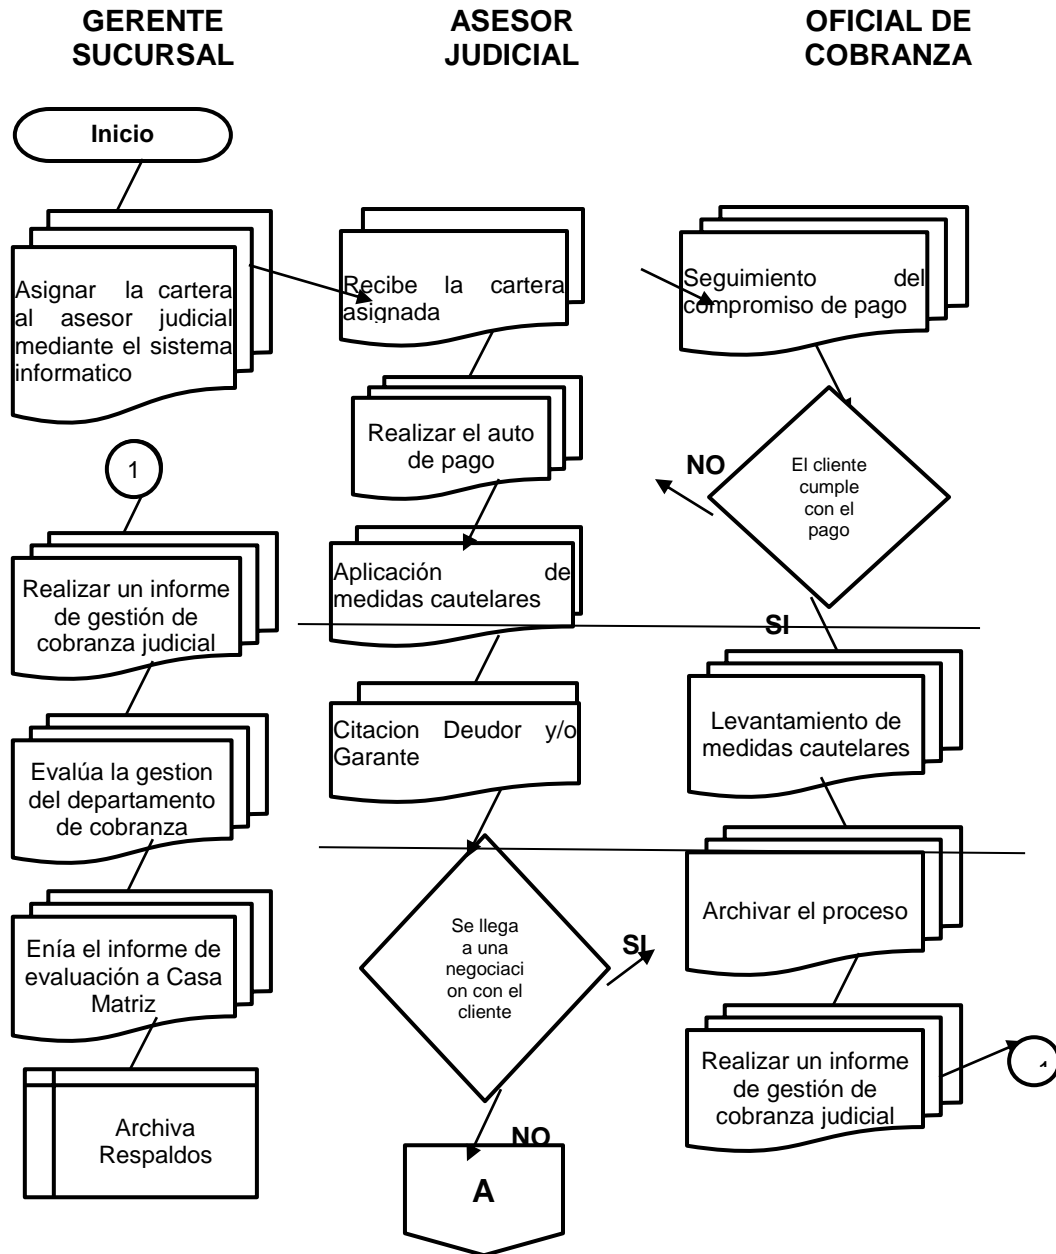 GERENTE
SUCURSAL
ASESOR
JUDICIAL
OFICIAL DE
COBRANZA
Inicio
Asignar la cartera
al asesor judicial
mediante el sistema
informatico
1
Realizar un informe
de gestión de
cobranza judicial
Evalúa la gestion
del departamento
de cobranza
Enía el informe de
evaluación a Casa
Matriz
Archiva
Respaldos
Recibe la cartera
asignada
Realizar el auto
de pago
Aplicación de
medidas cautelares
Citacion Deudor y/o
Garante
Se llega
a una
negociaci
on con el
cliente
SI
NO
A
Seguimiento del
compromiso de pago
El cliente
cumple
con el
pago
NO
SI
Levantamiento de
medidas cautelares
Archivar el proceso
Realizar un informe
de gestión de
cobranza judicial